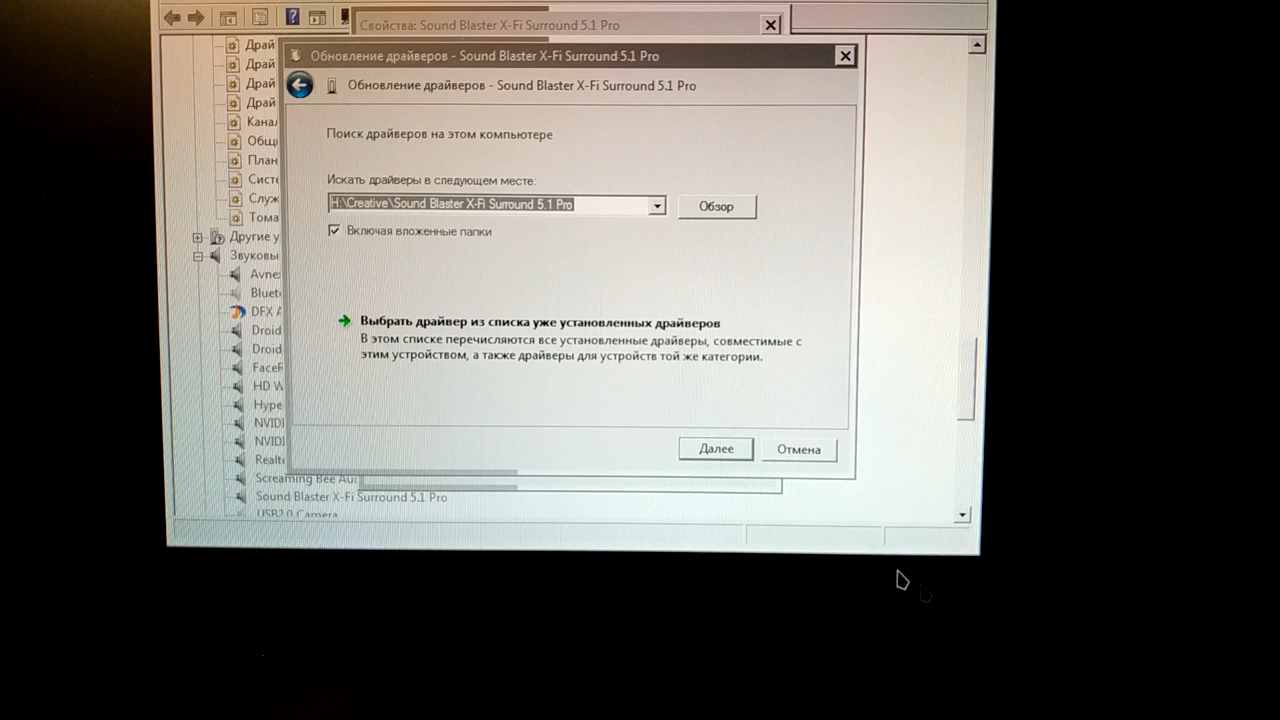 Свойства: Sound Blaster X-Fi Surround 5.1 Pro
Обновление драйверов - Sound Blaster X-Fi Surround 5.1 Pro
Обновление драйверов - Sound Blaster X-Fi Surround 5.1 Pro
Поиск драйверов на этом компьютере
Искать драйверы в следующем месте:
H:\Creative\Sound Blaster X-Fi Surround 5.1 Pro
Обзор
Включая вложенные папки
Выбрать драйвер из списка уже установленных драйверов
В этом списке перечисляются все установленные драйверы, совместимые с
этим устройством, а также драйверы для устройств той же категории.
Далее
Отмена
Драй
Драй
Драй
Драй
Канал
Общи
План
Систе
Служ
Тома
Другие у
Звуковы
Avne
Bluet
DFX A
Droid
Droid
FaceR
HD W
Hype
NVIDI
NVIDI
Realte
Screaming Bee Aud
Sound Blaster X-Fi Surround 5.1 Pro
USB2.0 Camera